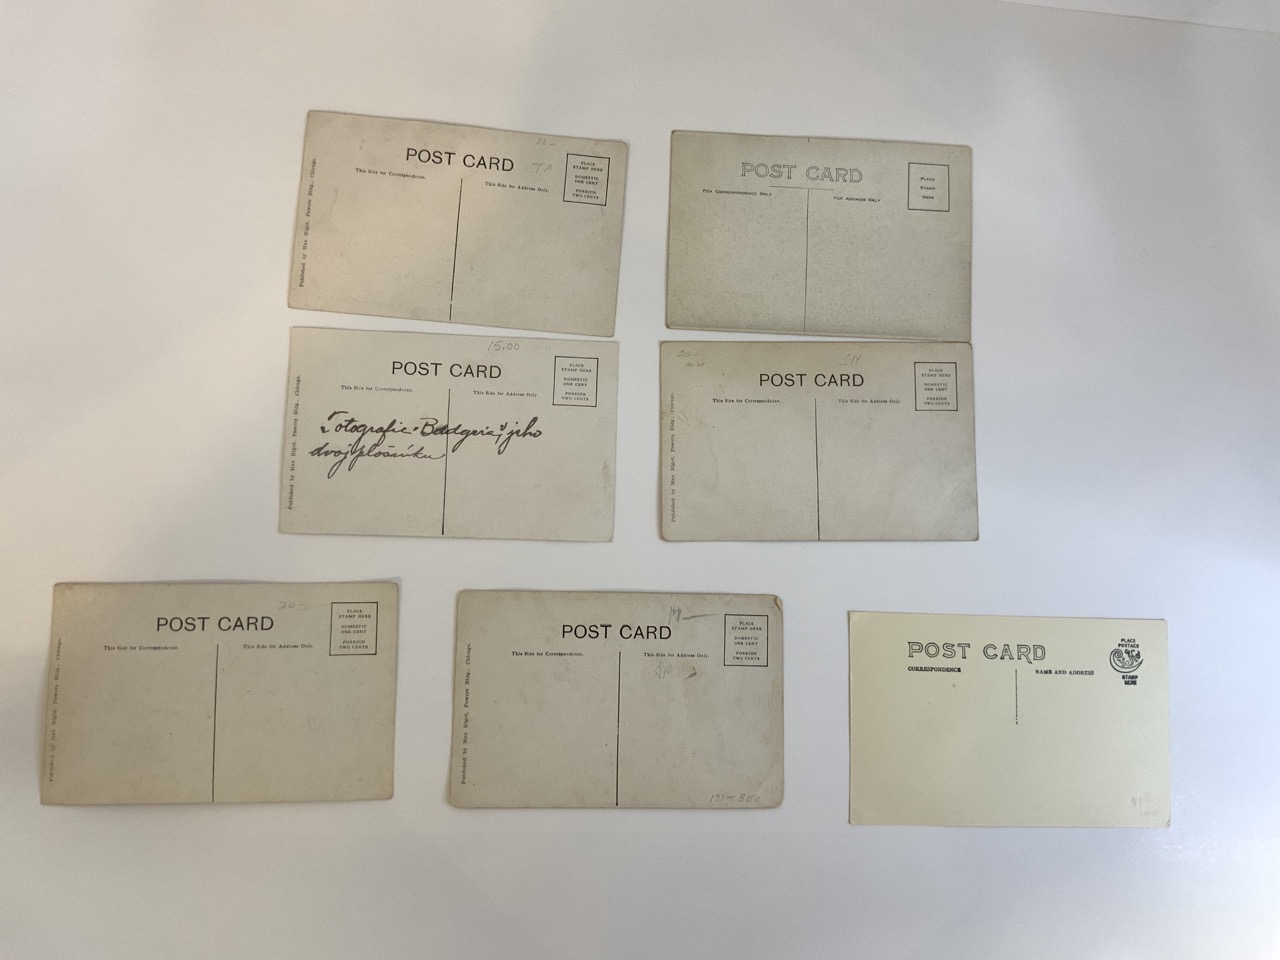 POST CARD
This Side for Correspondence.
This Side for Address Only.
PLACE
STAMP HERE
DOMESTIC
ONE CENT
FOREIGN
TWO CENTS
Published by Max Rigot, Powers Bldg., Chicago.
POST CARD
FOR CORRESPONDENCE ONLY
FOR ADDRESS ONLY
PLACE
STAMP
HERE
15.00
POST CARD
This Side for Correspondence.
This Side for Address Only.
PLACE
STAMP HERE
DOMESTIC
ONE CENT
FOREIGN
TWO CENTS
Fotografie Badgera, jeho
dvojplošníku
Published by Max Rigot, Powers Bldg., Chicago.
20-
POST CARD
This Side for Correspondence.
This Side for Address Only.
PLACE
STAMP HERE
DOMESTIC
ONE CENT
FOREIGN
TWO CENTS
Published by Max Rigot, Powers Bldg., Chicago.
20-
POST CARD
This Side for Correspondence.
This Side for Address Only.
PLACE
STAMP HERE
DOMESTIC
ONE CENT
FOREIGN
TWO CENTS
Published by Max Rigot, Powers Bldg., Chicago.
POST CARD
This Side for Correspondence.
This Side for Address Only.
PLACE
STAMP HERE
DOMESTIC
ONE CENT
FOREIGN
TWO CENTS
Published by Max Rigot, Powers Bldg., Chicago.
POST CARD
CORRESPONDENCE
NAME AND ADDRESS
PLACE
POSTAGE
STAMP
HERE